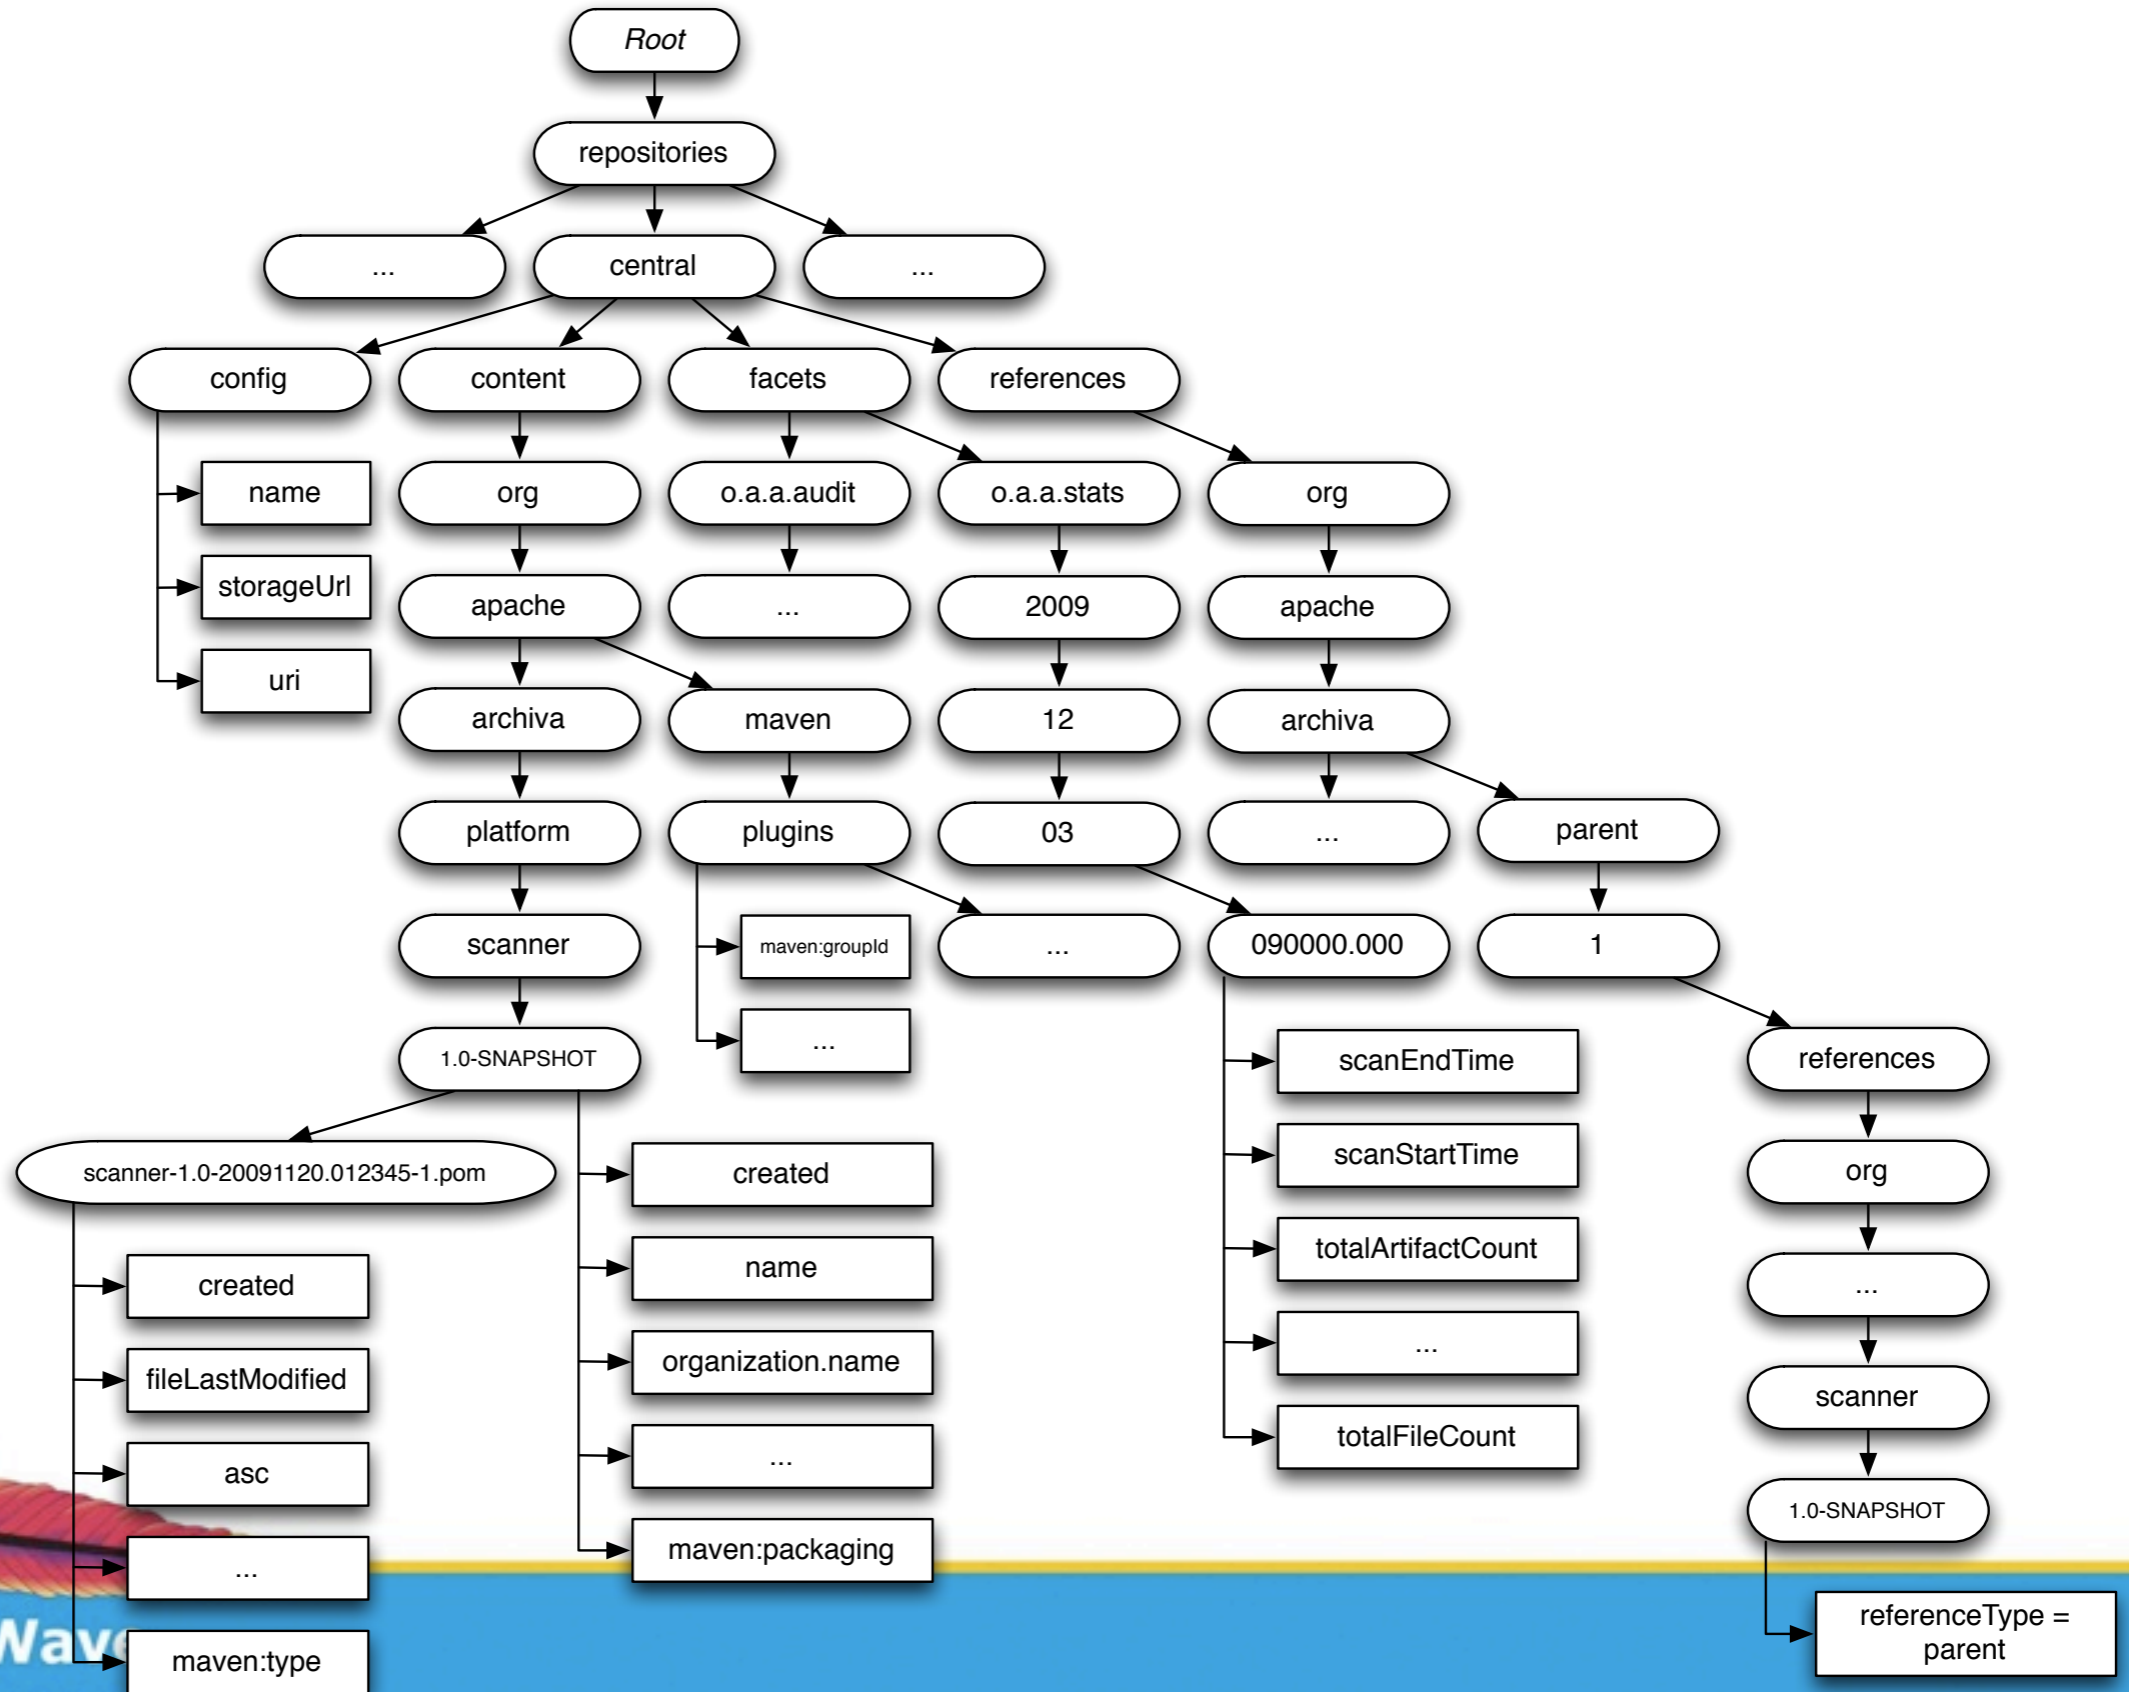 Root
repositories
...
central
...
config
content
facets
references
name
org
o.a.a.audit
o.a.a.stats
org
storageUrl
apache
...
2009
apache
uri
archiva
maven
12
archiva
platform
plugins
03
...
parent
scanner
maven:groupId
...
090000.000
1
1.0-SNAPSHOT
...
scanEndTime
references
scanner-1.0-20091120.012345-1.pom
created
scanStartTime
org
created
name
totalArtifactCount
...
fileLastModified
organization.name
...
scanner
asc
...
totalFileCount
1.0-SNAPSHOT
...
maven:packaging
referenceType =
parent
maven:type